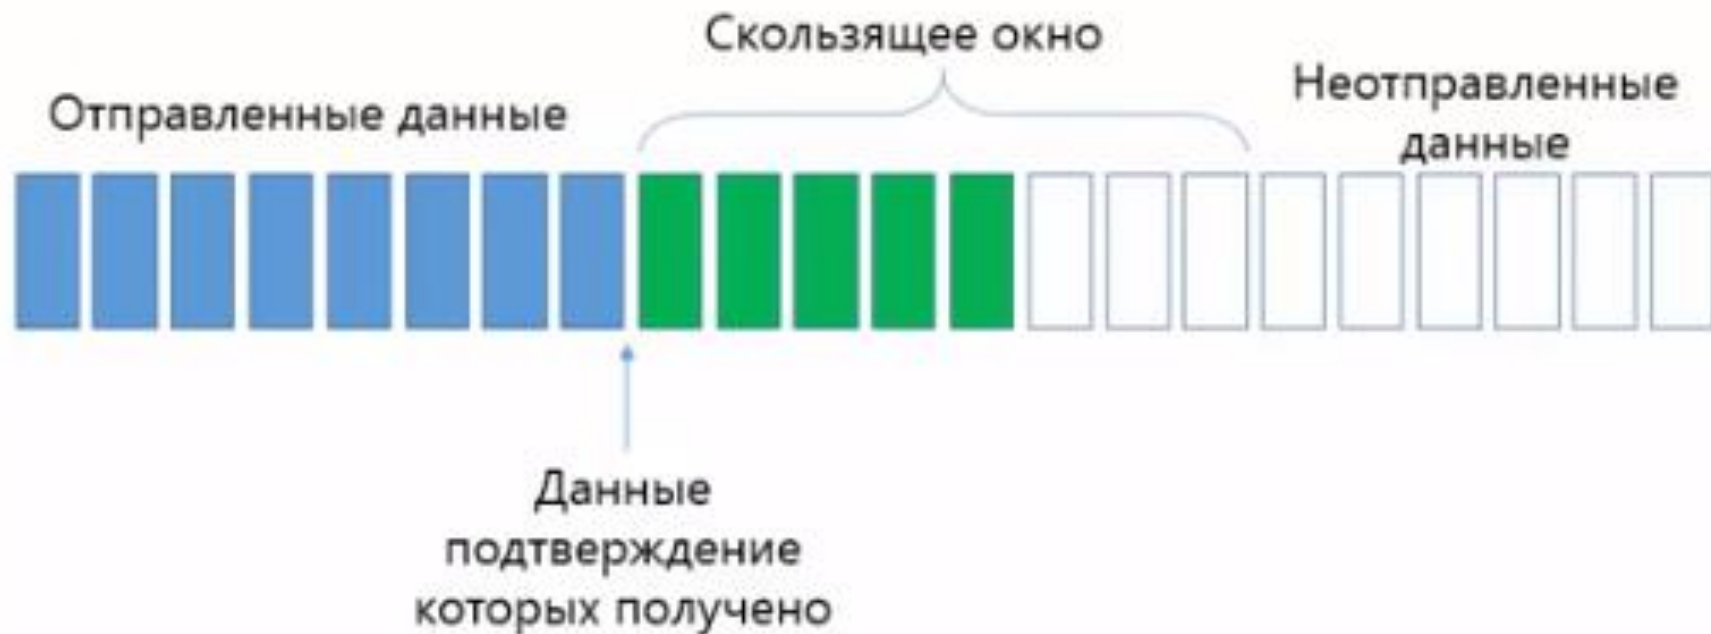 Скользящее окно
Отправленные данные
Неотправленные
данные
Данные
подтверждение
которых получено